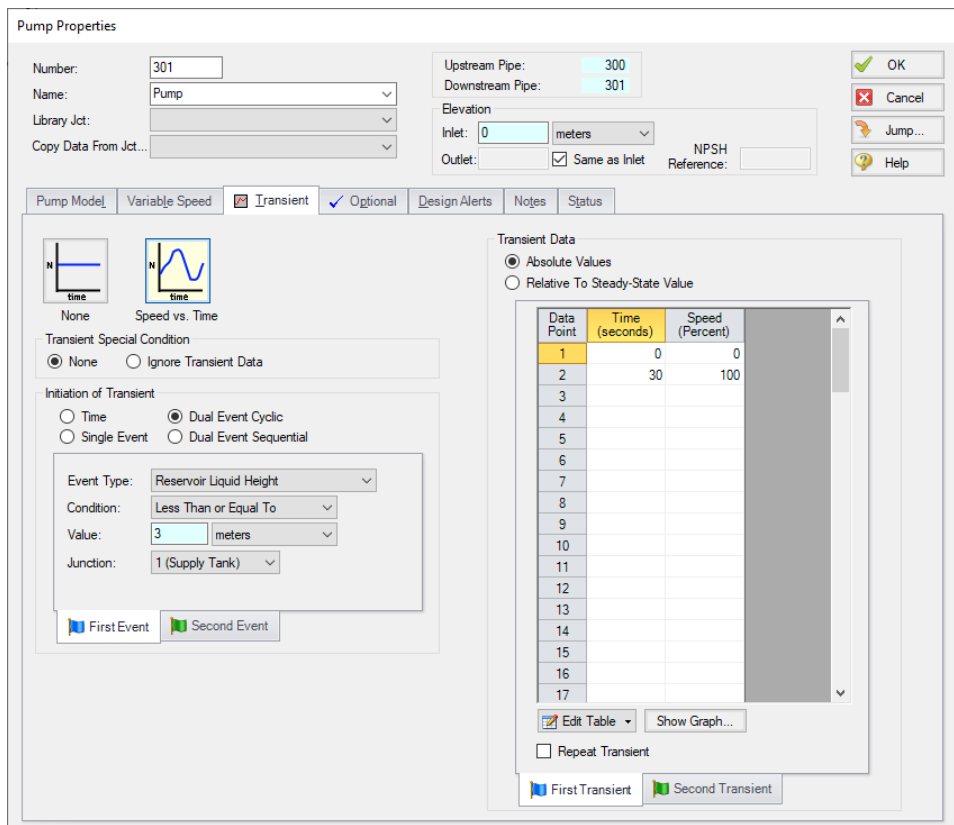 Pump Properties
Number: 301
Name: Pump
Library Jct:
Copy Data From Jct...
Upstream Pipe: 300
Downstream Pipe: 301
Elevation
Inlet: 0 meters
Outlet: Same as Inlet
NPSH
Reference:
OK
Cancel
Jump...
Help
Pump Model Variable Speed Transient Optional Design Alerts Notes Status
N
time
None
N
time
Speed vs. Time
Transient Special Condition
None Ignore Transient Data
Initiation of Transient
Time Dual Event Cyclic
Single Event Dual Event Sequential
Event Type: Reservoir Liquid Height
Condition: Less Than or Equal To
Value: 3 meters
Junction: 1 (Supply Tank)
First Event Second Event
Transient Data
Absolute Values
Relative To Steady-State Value
Data Time Speed
Point (seconds) (Percent)
1 0 0
2 30 100
3
4
5
6
7
8
9
10
11
12
13
14
15
16
17
Edit Table Show Graph...
Repeat Transient
First Transient Second Transient